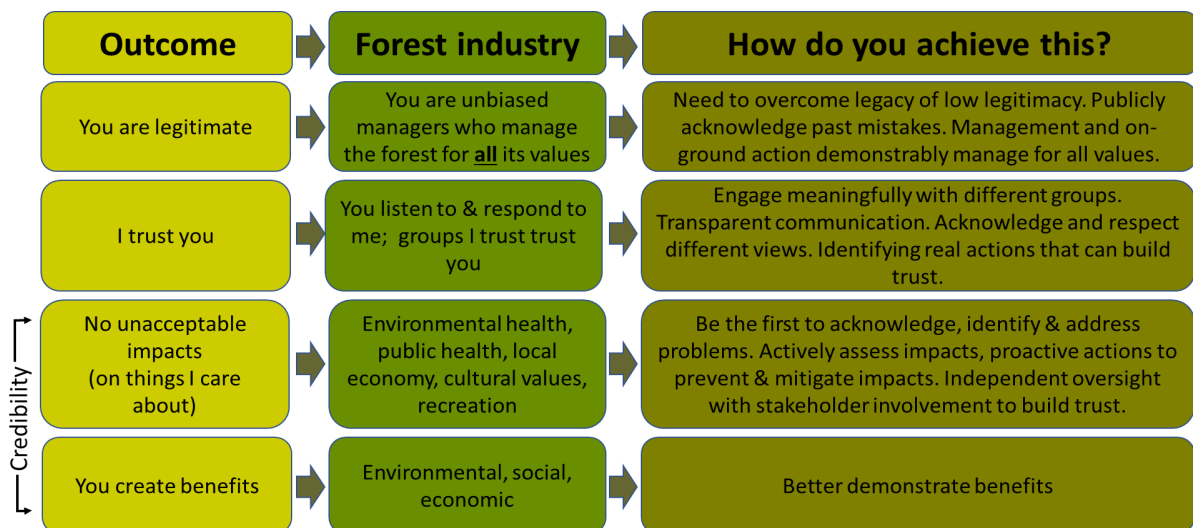 Outcome
Forest industry
How do you achieve this?
You are legitimate
You are unbiased
managers who manage
the forest for all its values
Need to overcome legacy of low legitimacy. Publicly
acknowledge past mistakes. Management and on-
ground action demonstrably manage for all values.
I trust you
You listen to & respond to
me;  groups I trust trust
you
Engage meaningfully with different groups.
Transparent communication. Acknowledge and respect
different views. Identifying real actions that can build
trust.
Credibility
No unacceptable
impacts
(on things I care
about)
Environmental health,
public health, local
economy, cultural values,
recreation
Be the first to acknowledge, identify & address
problems. Actively assess impacts, proactive actions to
prevent & mitigate impacts. Independent oversight
with stakeholder involvement to build trust.
You create benefits
Environmental, social,
economic
Better demonstrate benefits